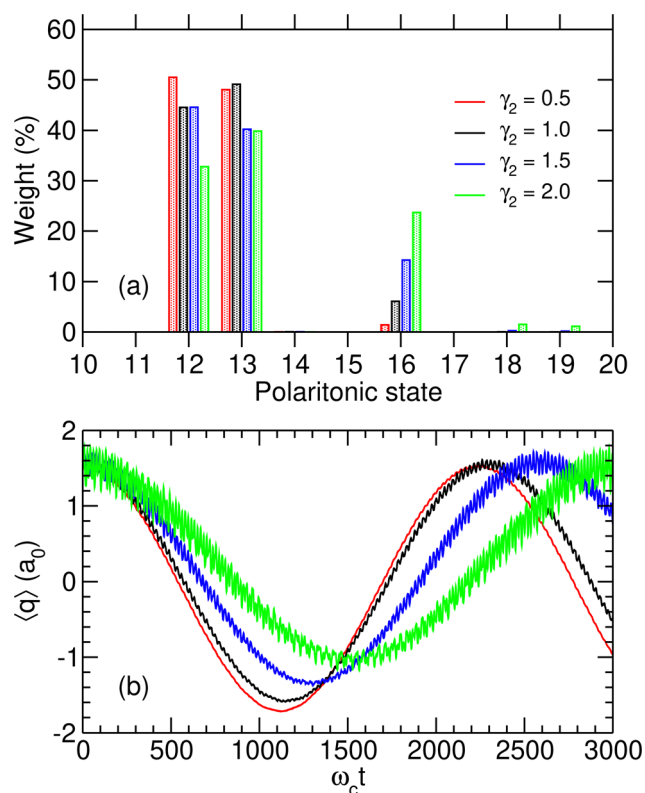 60
50
40
30
20
10
0
Weight (%)
γ2 = 0.5
γ2 = 1.0
γ2 = 1.5
γ2 = 2.0
(a)
10 11 12 13 14 15 16 17 18 19 20
Polaritonic state
2
1
0
-1
-2
⟨q⟩ (a0)
(b)
0 500 1000 1500 2000 2500 3000
ωct